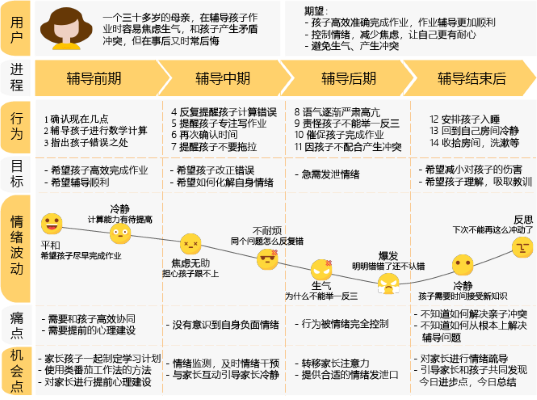 用户
一个三十多岁的母亲，在辅导孩子作
业时容易焦虑生气，和孩子产生矛盾
冲突，但在事后又时常后悔
期望：
- 孩子高效准确完成作业，作业辅导更加顺利
- 控制情绪，减少焦虑，让自己更有耐心
- 避免生气、产生冲突
进程
辅导前期
辅导中期
辅导后期
辅导结束后
行为
1 确认现在几点
2 辅导孩子进行数学计算
3 指出孩子错误之处
4 反复提醒孩子计算错误
5 提醒孩子专注写作业
6 再次确认时间
7 提醒孩子不要拖拉
8 语气逐渐严肃高亢
9 责怪孩子不能举一反三
10 催促孩子完成作业
11 因孩子不配合产生冲突
12 安排孩子入睡
13 回到自己房间冷静
14 收拾房间，洗漱等
目标
-希望孩子高效完成作业
-希望辅导顺利
-希望孩子改正错误
-希望如何化解自身情绪
-急需发泄情绪
-希望减小对孩子的伤害
-希望孩子理解，吸取教训
情绪波动
平和
希望孩子尽早完成作业
冷静
计算能力有待提高
焦虑无助
担心孩子跟不上
不耐烦
同个问题怎么反复错
生气
为什么不能举一反三
爆发
明明错错了还不认错
冷静
孩子需要时间接受新知识
反思
下次不能再这么冲动了
痛点
-需要和孩子高效协同
-需要提前的心理建设
-没有意识到自身负面情绪
-行为被情绪完全控制
-不知道如何解决亲子冲突
-不知道如何从根本上解决
辅导问题
机会点
-家长孩子一起制定学习计划
-使用类番茄工作法的方法
-对家长进行提前心理建设
-情绪监测，及时情绪干预
-与家长互动引导家长冷静
-转移家长注意力
-提供合适的情绪发泄口
-对家长进行情绪疏导
-引导家长和孩子共同发现
今日进步点，今日总结